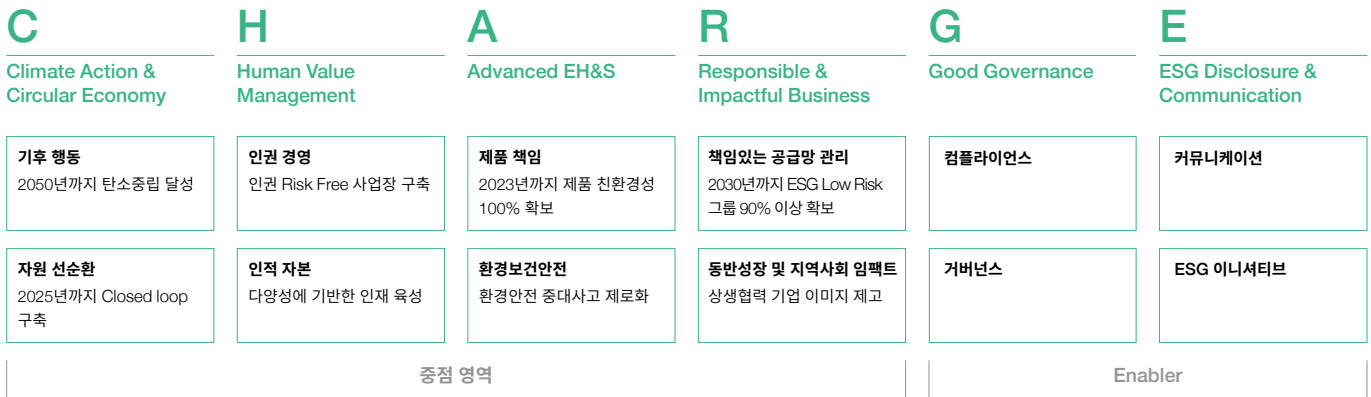 C
Climate Action &
Circular Economy
기후 행동
2050년까지 탄소중립 달성
자원 선순환
2025년까지 Closed loop
구축
H
Human Value
Management
인권 경영
인권 Risk Free 사업장 구축
인적 자본
다양성에 기반한 인재 육성
A
Advanced EH&S
제품 책임
2023년까지 제품 친환경성
100% 확보
환경보건안전
환경안전 중대사고 제로화
R
Responsible &
Impactful Business
책임있는 공급망 관리
2030년까지 ESG Low Risk
그룹 90% 이상 확보
동반성장 및 지역사회 임팩트
상생협력 기업 이미지 제고
G
Good Governance
컴플라이언스
거버넌스
E
ESG Disclosure &
Communication
커뮤니케이션
ESG 이니셔티브
중점 영역
Enabler